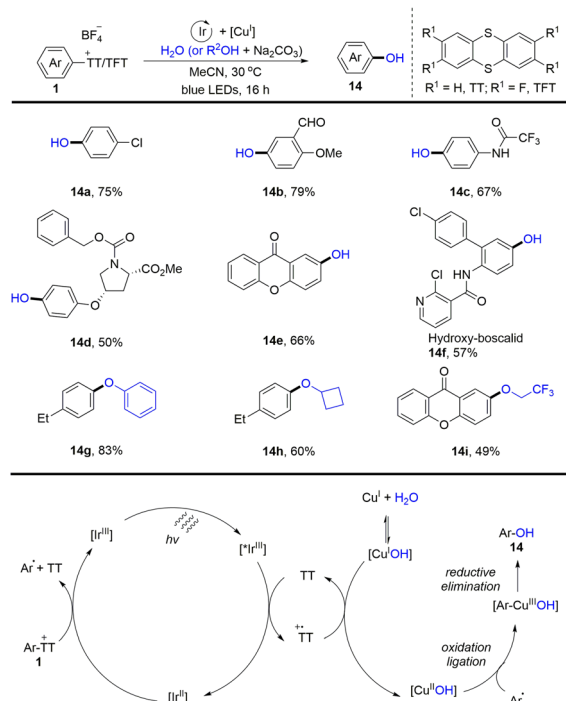 BF₄
Ar +TT/TFT
1
Ir + [Cuᴵ]
H₂O (or R²OH + Na₂CO₃)
MeCN, 30 °C
blue LEDs, 16 h
Ar OH
14
R¹ S R¹
R¹ S R¹
R¹ = H, TT; R¹ = F, TFT
HO Cl
14a, 75%
CHO
HO OMe
14b, 79%
O
CF₃
HO NH
14c, 67%
O O
N
CO₂Me
HO O
14d, 50%
O
OH
O
14e, 66%
Cl
OH
Cl HN
N O
Hydroxy-boscalid
14f, 57%
O
Et
14g, 83%
O
Et
14h, 60%
O
O CF₃
O
14i, 49%
[Irᴵᴵᴵ]
hv
[*Irᴵᴵᴵ]
Ar• + TT
Ar-TT+
1
[Irᴵᴵ]
TT
+•TT
Cuᴵ + H₂O
[CuᴵOH]
[CuᴵᴵOH]
Ar-OH
14
reductive
elimination
[Ar-CuᴵᴵᴵOH]
oxidation
ligation
Ar•